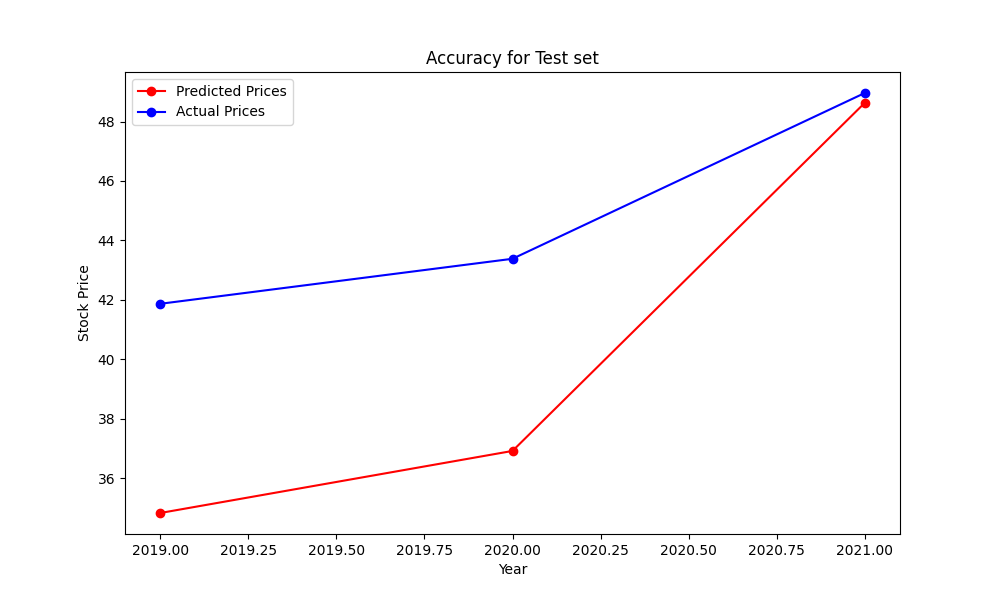 Accuracy for Test set
Predicted Prices
Actual Prices
48
46
44
42
40
38
36
Stock Price
2019.00 2019.25 2019.50 2019.75 2020.00 2020.25 2020.50 2020.75 2021.00
Year